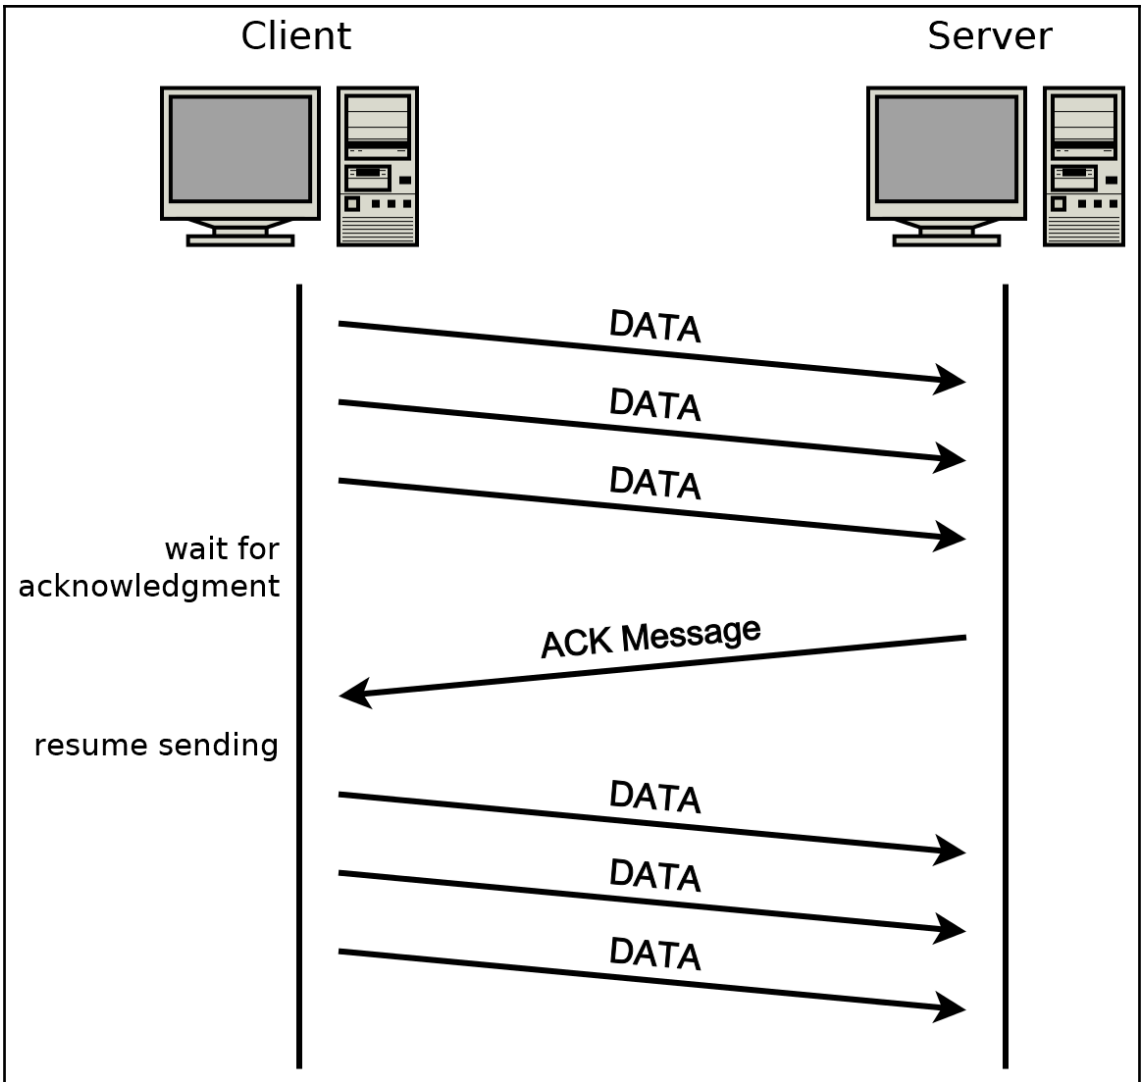 Client
Server
DATA
DATA
DATA
wait for
acknowledgment
ACK Message
resume sending
DATA
DATA
DATA